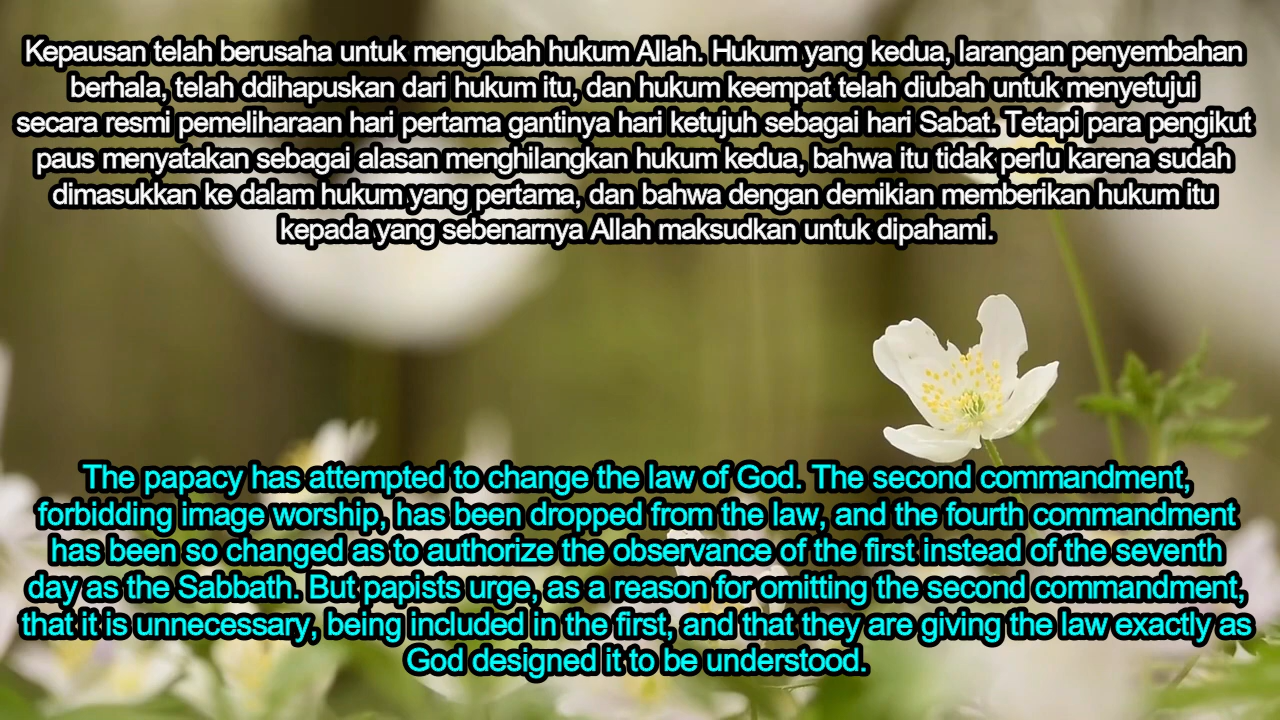 Kepausan telah berusaha untuk mengubah hukum Allah. Hukum yang kedua, larangan penyembahan
berhala, telah ddihapuskan dari hukum itu, dan hukum keempat telah diubah untuk menyetujui
secara resmi pemeliharaan hari pertama gantinya hari ketujuh sebagai hari Sabat. Tetapi para pengikut
paus menyatakan sebagai alasan menghilangkan hukum kedua, bahwa itu tidak perlu karena sudah
dimasukkan ke dalam hukum yang pertama, dan bahwa dengan demikian memberikan hukum itu
kepada yang sebenarnya Allah maksudkan untuk dipahami.
The papacy has attempted to change the law of God. The second commandment,
forbidding image worship, has been dropped from the law, and the fourth commandment
has been so changed as to authorize the observance of the first instead of the seventh
day as the Sabbath. But papists urge, as a reason for omitting the second commandment,
that it is unnecessary, being included in the first, and that they are giving the law exactly as
God designed it to be understood.